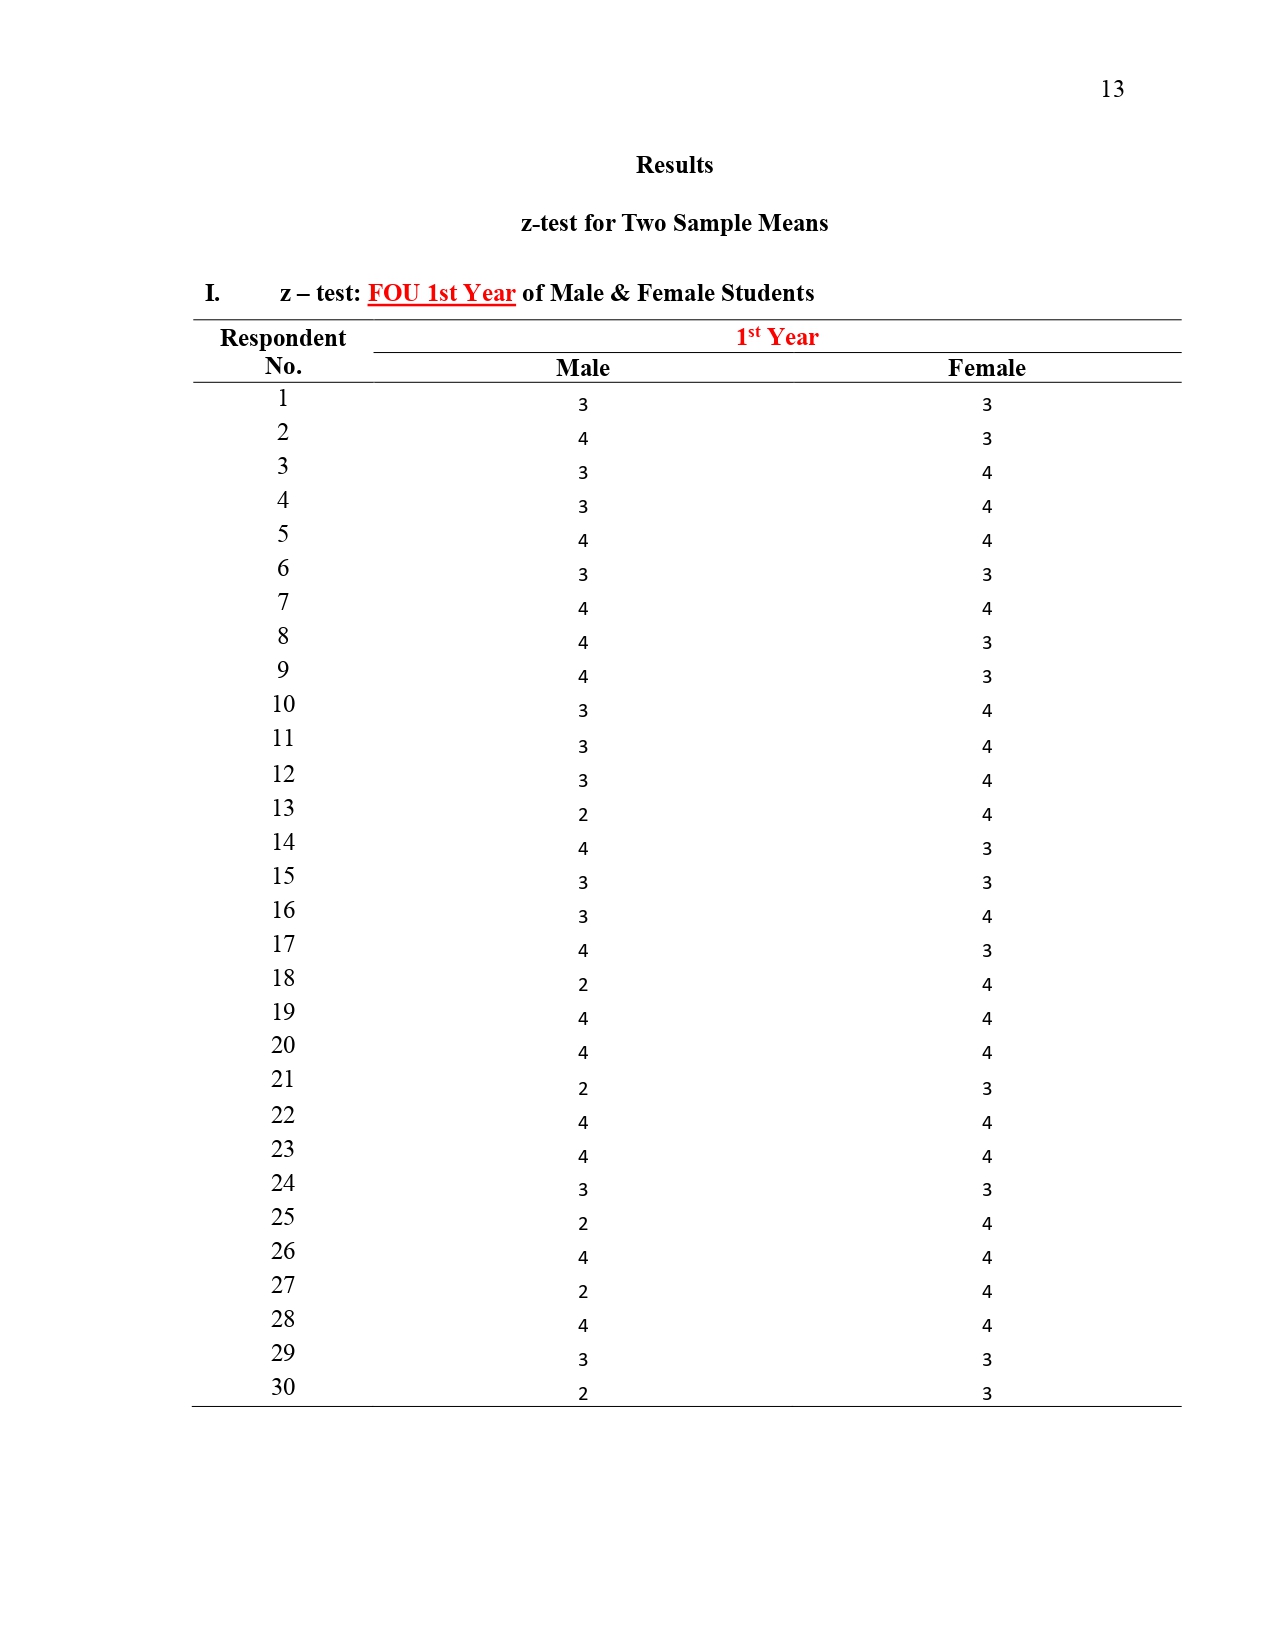 13
Results
z-test for Two Sample Means
I. z – test: FOU 1st Year of Male & Female Students
Respondent No. 1st Year
Male Female
1 3 3
2 4 3
3 3 4
4 3 4
5 4 4
6 3 3
7 4 4
8 4 3
9 4 3
10 3 4
11 3 4
12 3 4
13 2 4
14 4 3
15 3 3
16 3 4
17 4 3
18 2 4
19 4 4
20 4 4
21 2 3
22 4 4
23 4 4
24 3 3
25 2 4
26 4 4
27 2 4
28 4 4
29 3 3
30 2 3